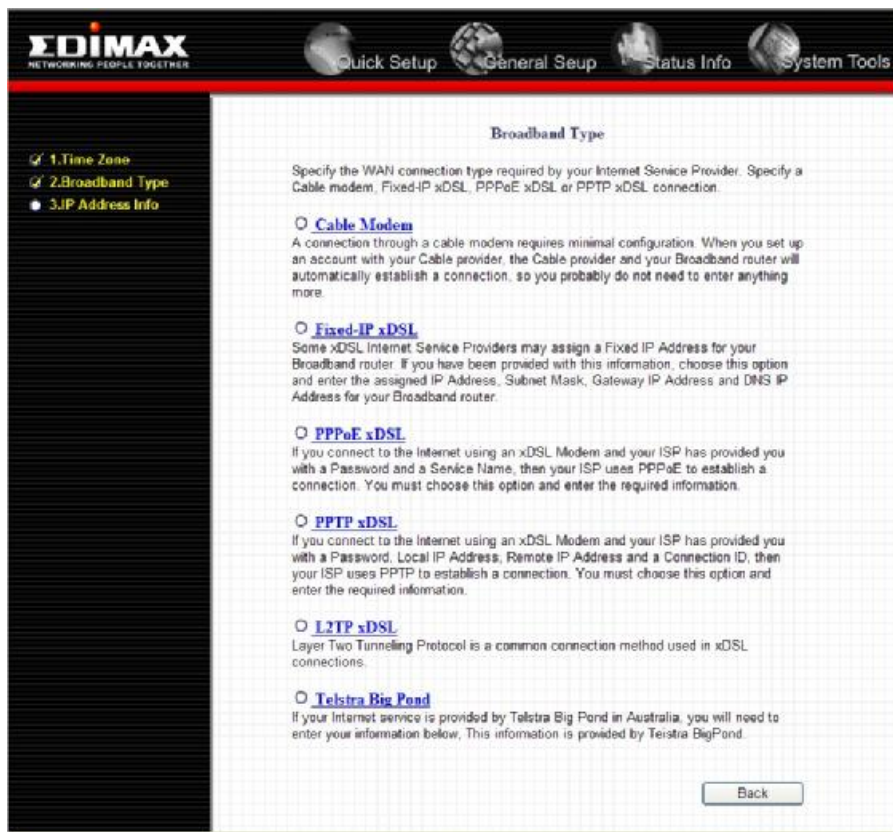 EDIMAX
NETWORKING PEOPLE TOGETHER
Quick Setup
General Seup
Status Info
System Tools
1.Time Zone
2.Broadband Type
3.IP Address Info
Broadband Type
Specify the WAN connection type required by your Internet Service Provider. Specify a
Cable modem, Fixed-IP xDSL, PPPoE xDSL or PPTP xDSL connection.
Cable Modem
A connection through a cable modem requires minimal configuration. When you set up
an account with your Cable provider, the Cable provider and your Broadband router will
automatically establish a connection, so you probably do not need to enter anything
more.
Fixed-IP xDSL
Some xDSL Internet Service Providers may assign a Fixed IP Address for your
Broadband router. If you have been provided with this information, choose this option
and enter the assigned IP Address, Subnet Mask, Gateway IP Address and DNS IP
Address for your Broadband router.
PPPoE xDSL
If you connect to the Internet using an xDSL Modem and your ISP has provided you
with a Password and a Service Name, then your ISP uses PPPoE to establish a
connection. You must choose this option and enter the required information.
PPTP xDSL
If you connect to the Internet using an xDSL Modem and your ISP has provided you
with a Password, Local IP Address, Remote IP Address and a Connection ID, then
your ISP uses PPTP to establish a connection. You must choose this option and
enter the required information.
L2TP xDSL
Layer Two Tunneling Protocol is a common connection method used in xDSL
connections.
Telstra Big Pond
If your Internet service is provided by Telstra Big Pond in Australia, you will need to
enter your information below, This information is provided by Teistra BigPond.
Back